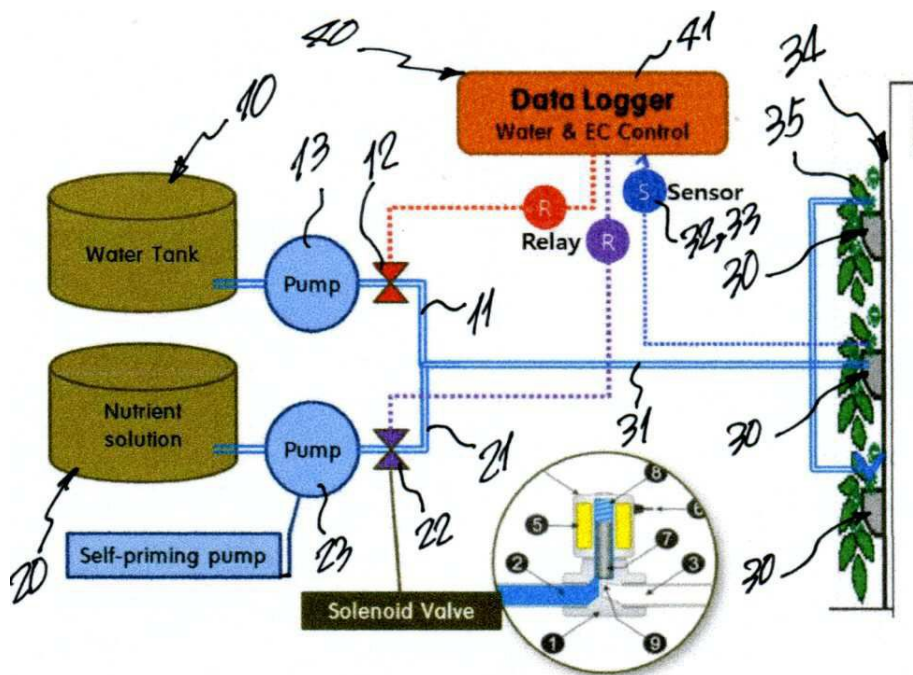 40
41
34
Data Logger
Water & EC Control
10
13
12
35
R
S
Sensor
32,33
Relay
R
30
Water Tank
Pump
11
Nutrient
solution
Pump
21
31
30
8
5
6
7
2
3
1
9
30
20
Self-priming pump
23
22
Solenoid Valve